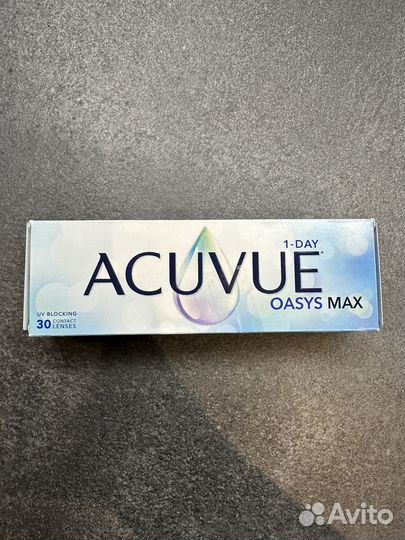 1-DAY
ACUVUE®
OASYS MAX
UV BLOCKING
30 CONTACT LENSES
Avito